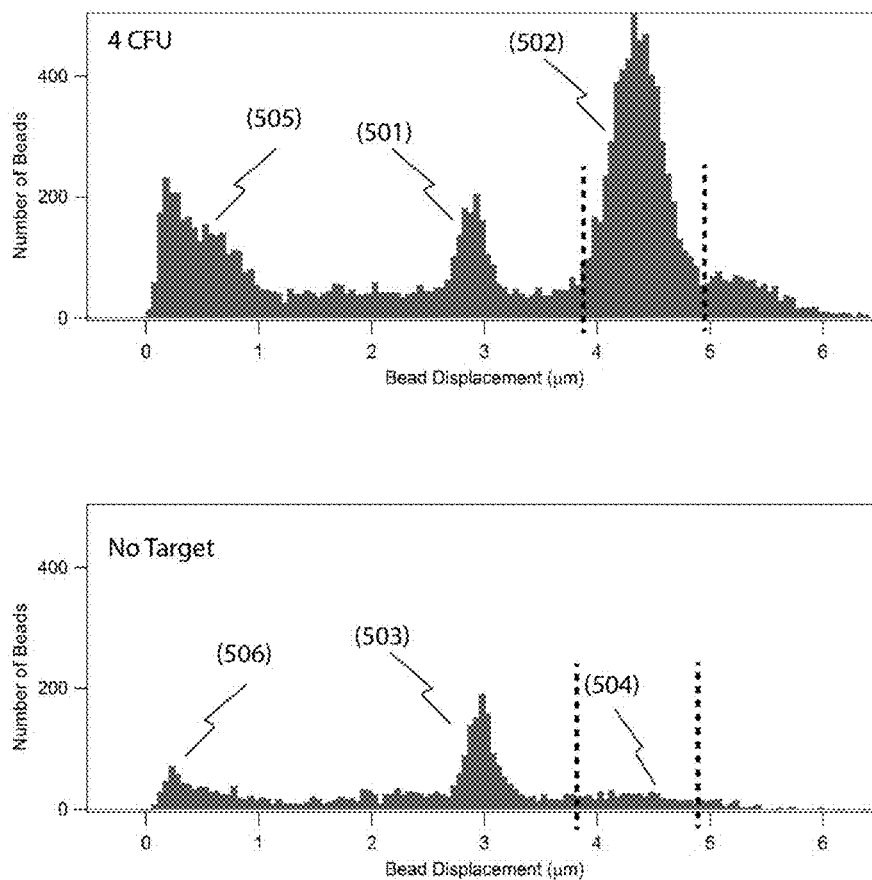 4 CFU
(502)
(505)
(501)
Number of Beads
400
200
0
0 1 2 3 4 5 6
Bead Displacement (μm)
No Target
(506)
(503)
(504)
Number of Beads
400
200
0
0 1 2 3 4 5 6
Bead Displacement (μm)